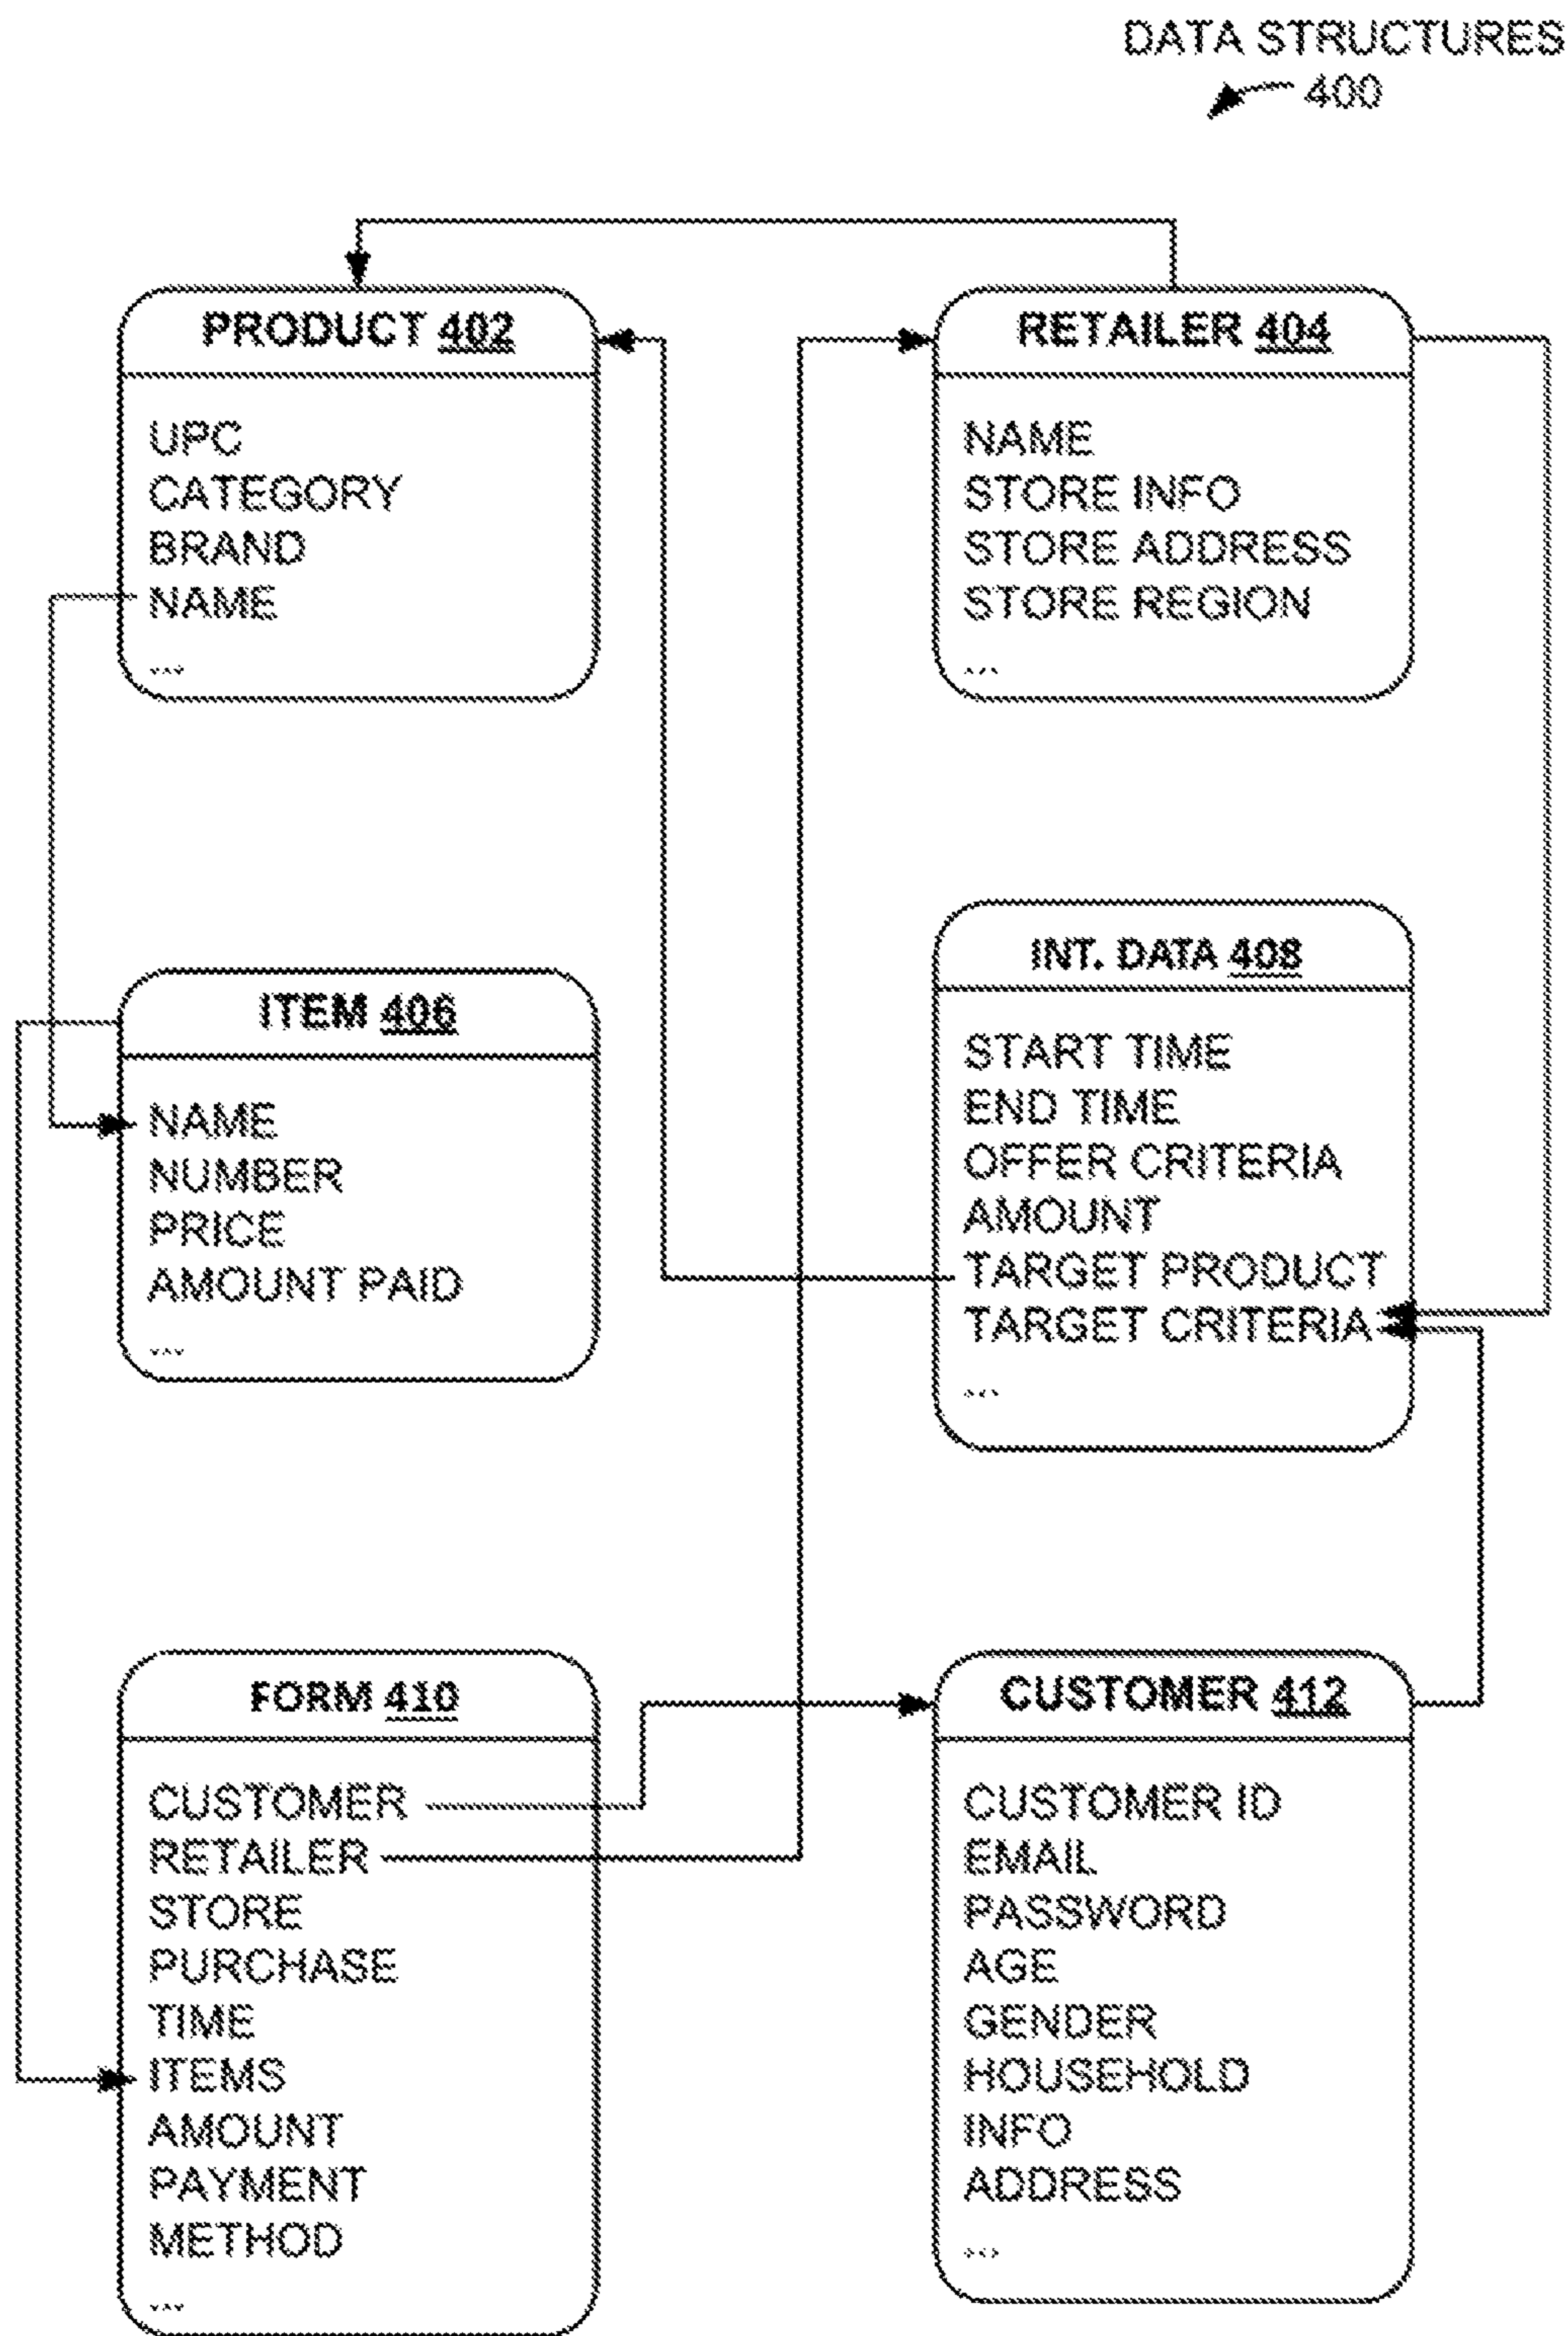 DATA STRUCTURES
400
PRODUCT 402
UPC
CATEGORY
BRAND
NAME
...
RETAILER 404
NAME
STORE INFO
STORE ADDRESS
STORE REGION
...
ITEM 406
NAME
NUMBER
PRICE
AMOUNT PAID
...
INT. DATA 408
START TIME
END TIME
OFFER CRITERIA
AMOUNT
TARGET PRODUCT
TARGET CRITERIA
...
FORM 410
CUSTOMER
RETAILER
STORE
PURCHASE
TIME
ITEMS
AMOUNT
PAYMENT
METHOD
...
CUSTOMER 412
CUSTOMER ID
EMAIL
PASSWORD
AGE
GENDER
HOUSEHOLD
INFO
ADDRESS
...